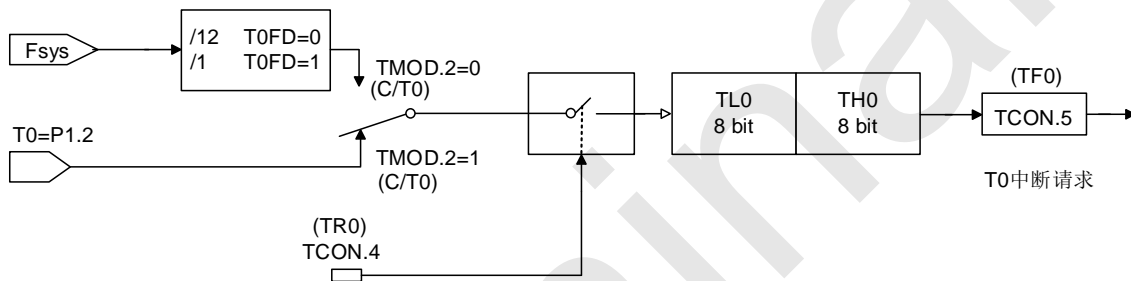 Fsys
/12 T0FD=0
/1 T0FD=1
TMOD.2=0
(C/T0)
T0=P1.2
TMOD.2=1
(C/T0)
(TR0)
TCON.4
TL0
8 bit
TH0
8 bit
(TF0)
TCON.5
T0中断请求